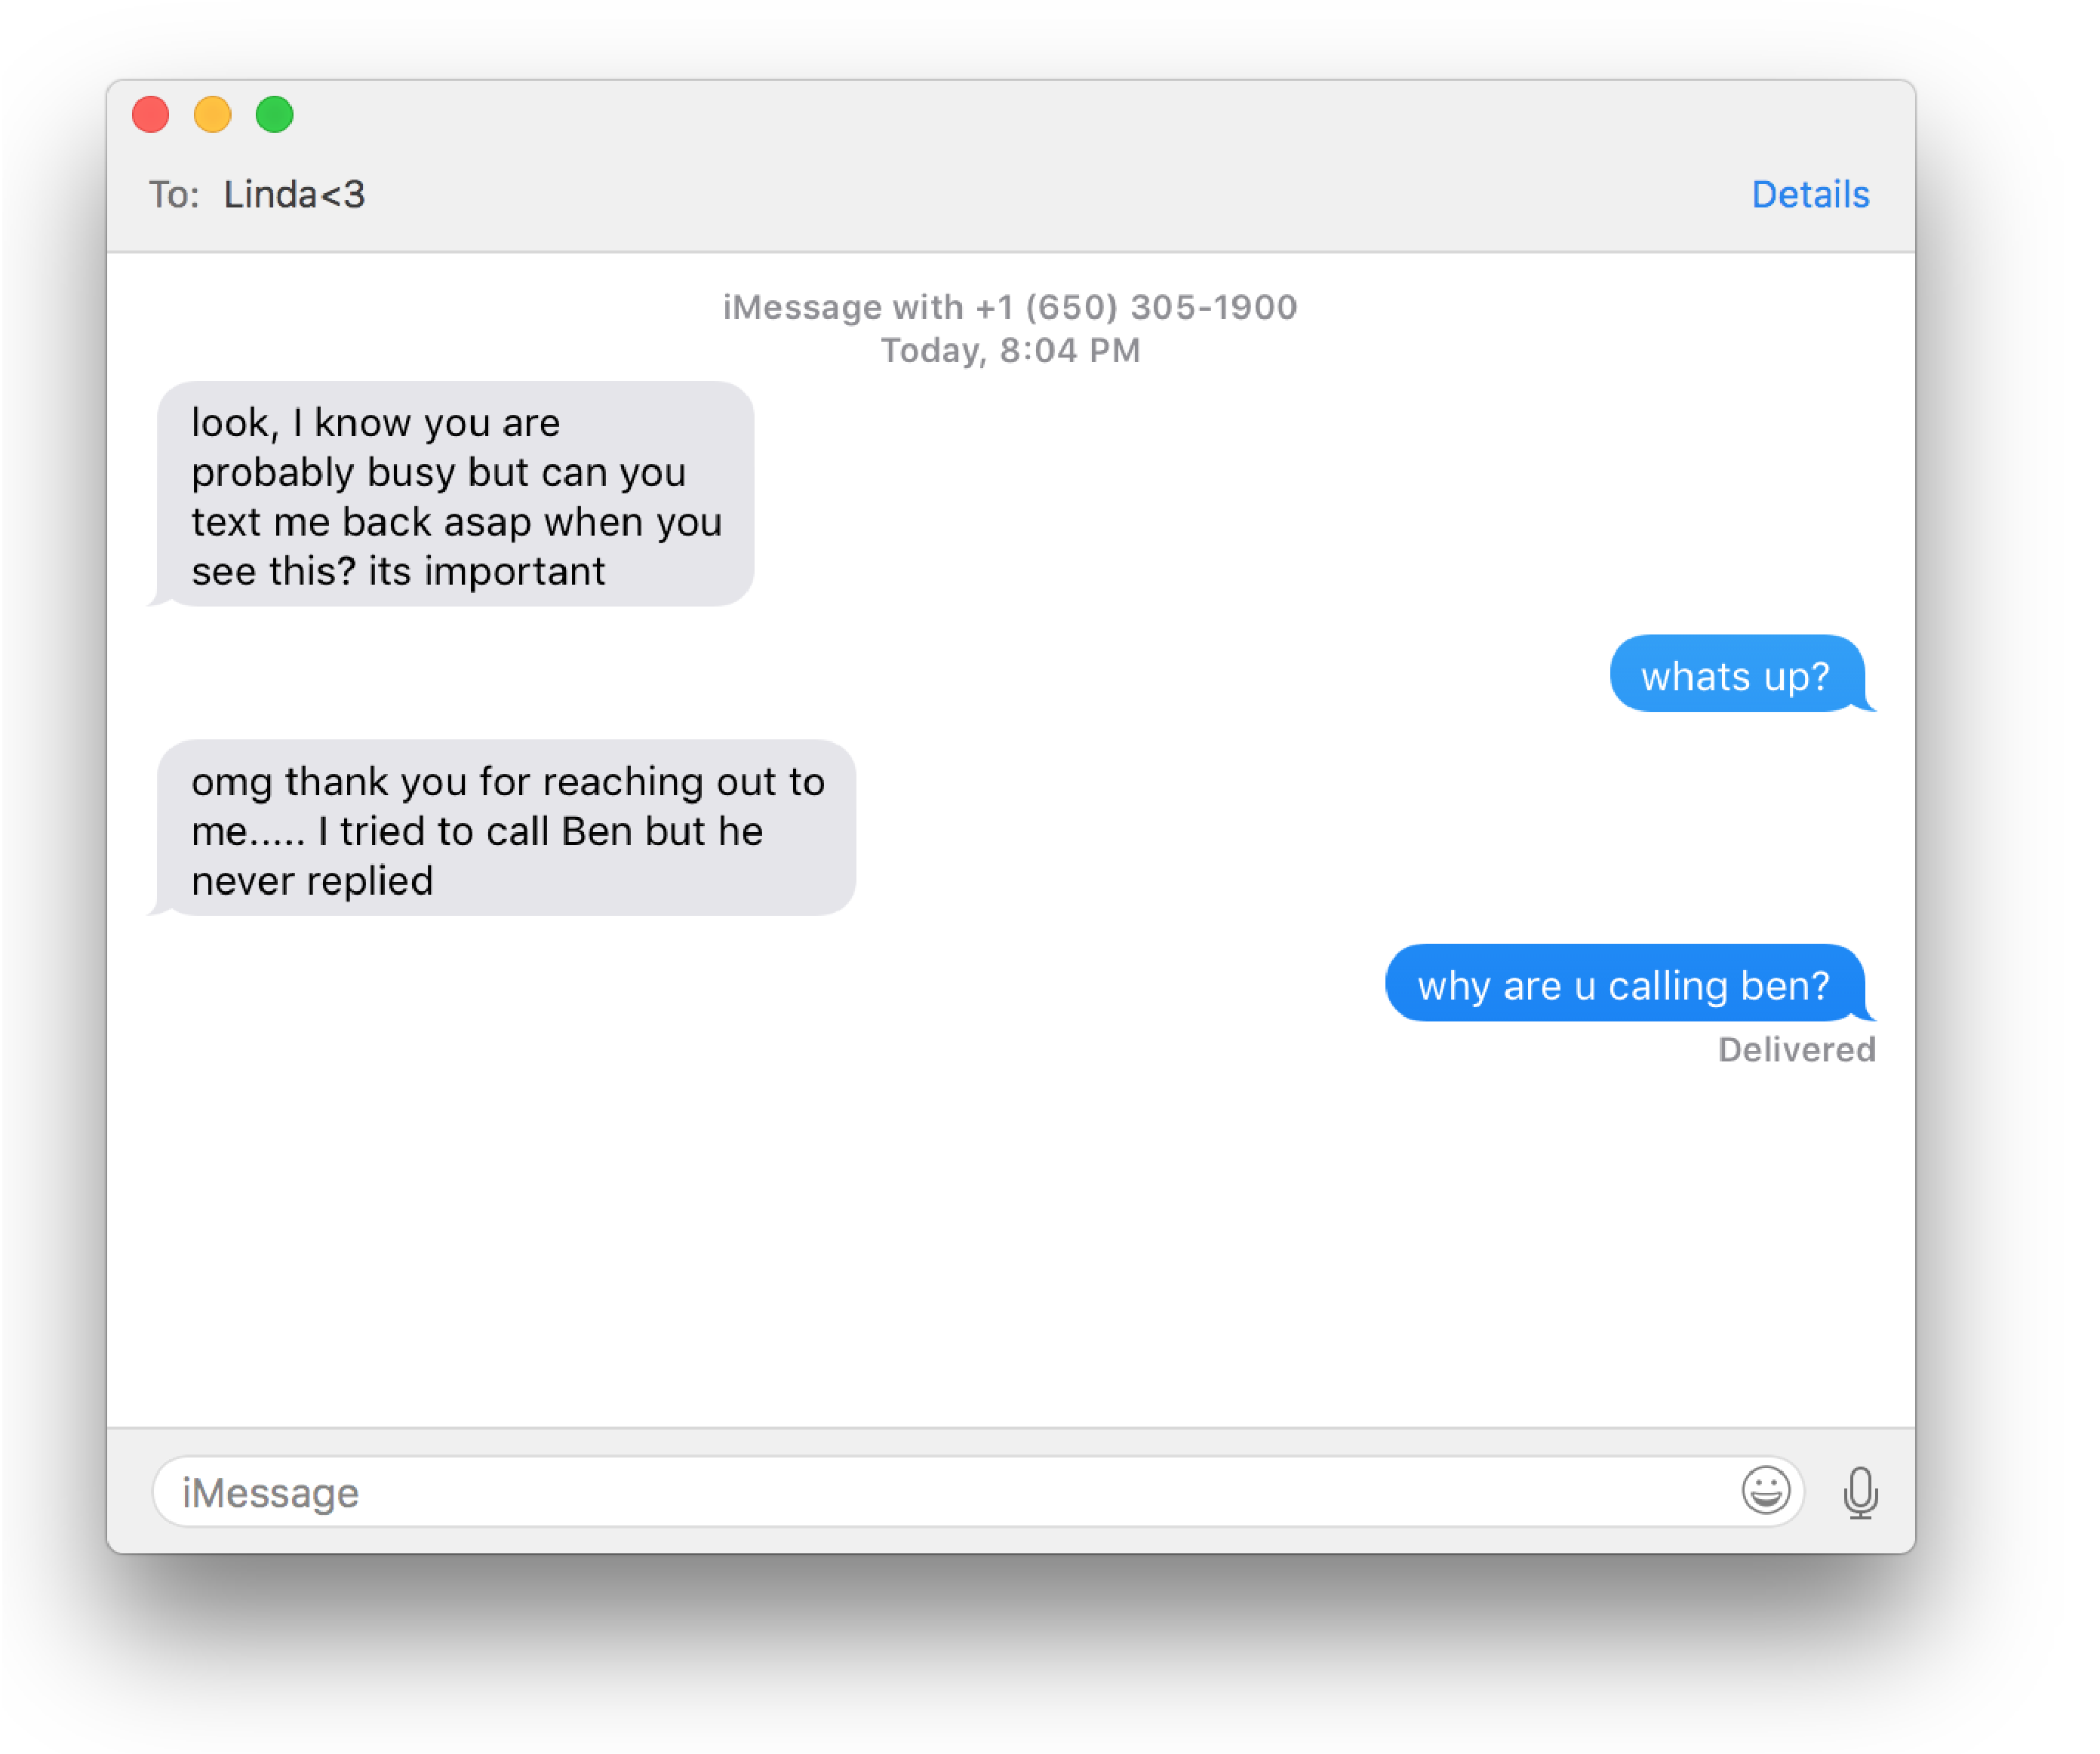 To: Linda<3
Details
iMessage with +1 (650) 305-1900
Today, 8:04 PM
look, I know you are
probably busy but can you
text me back asap when you
see this? its important
whats up?
omg thank you for reaching out to
me..... I tried to call Ben but he
never replied
why are u calling ben?
Delivered
iMessage